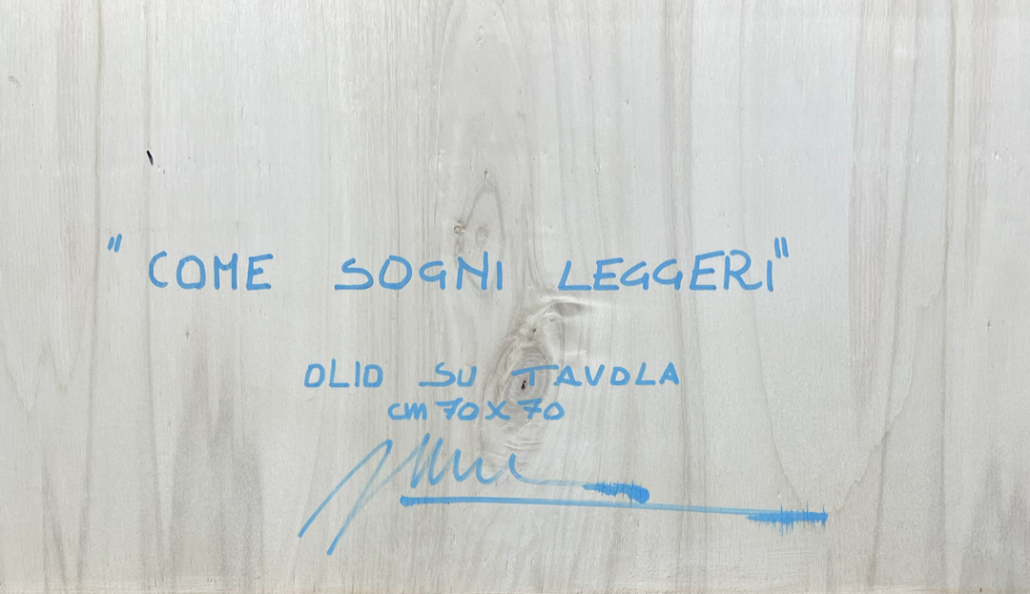 "COME SOGNI LEGGERI"
OLIO SU TAVOLA
cm 70 x 70